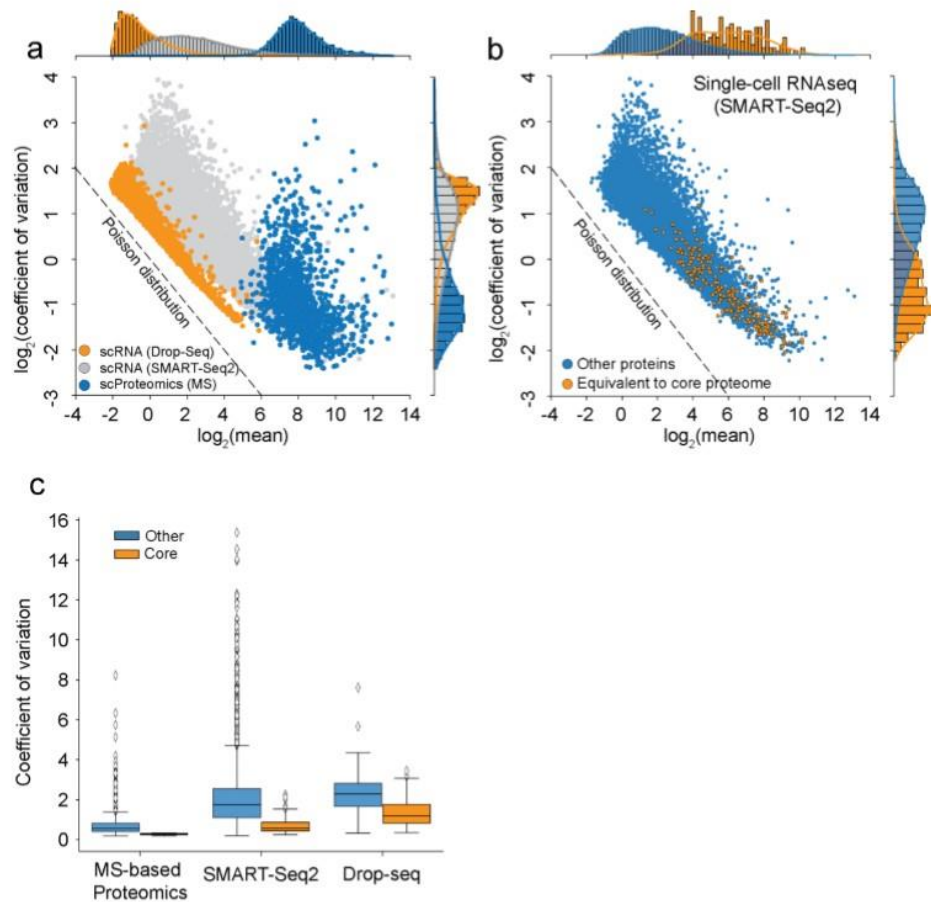 a
4
3
2
1
0
-1
-2
-3
-4 -2 0 2 4 6 8 10 12 14
log2(coefficient of variation)
log2(mean)
Poisson distribution
scRNA (Drop-Seq)
scRNA (SMART-Seq2)
scProteomics (MS)
b
Single-cell RNAseq
(SMART-Seq2)
4
3
2
1
0
-1
-2
-3
-4 -2 0 2 4 6 8 10 12 14
log2(coefficient of variation)
log2(mean)
Poisson distribution
Other proteins
Equivalent to core proteome
c
Other
Core
16
14
12
10
8
6
4
2
0
Coefficient of variation
MS-based
Proteomics
SMART-Seq2
Drop-seq